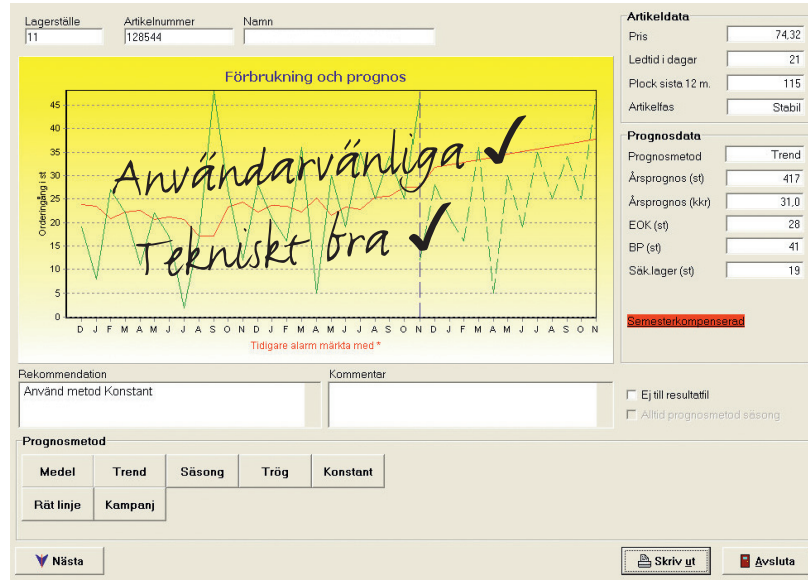 Lagerställe Artikelnummer Namn
11 128544
Artikeldata
Pris 74,32
Ledtid i dagar 21
Plock sista 12 m. 115
Artikelfas Stabil
Förbrukning och prognos
Orderingång i st
45
40
35
30
25
20
15
10
5
0
Användarvänliga ✓
Tekniskt bra ✓
D J F M A M J J A S O N D J F M A M J J A S O N D J F M A M J J A S O N
Tidigare alarm märkta med *
Prognosdata
Prognosmetod Trend
Årsprognos (st) 417
Årsprognos (kkr) 31,0
EOK (st) 28
BP (st) 41
Säk.lager (st) 19
Semesterkompenserad
Rekommendation Kommentar
Använd metod Konstant
Ej till resultatfil
Alltid prognosmetod säsong
Prognosmetod
Medel Trend Säsong Trög Konstant
Rät linje Kampanj
Nästa Skriv ut Avsluta